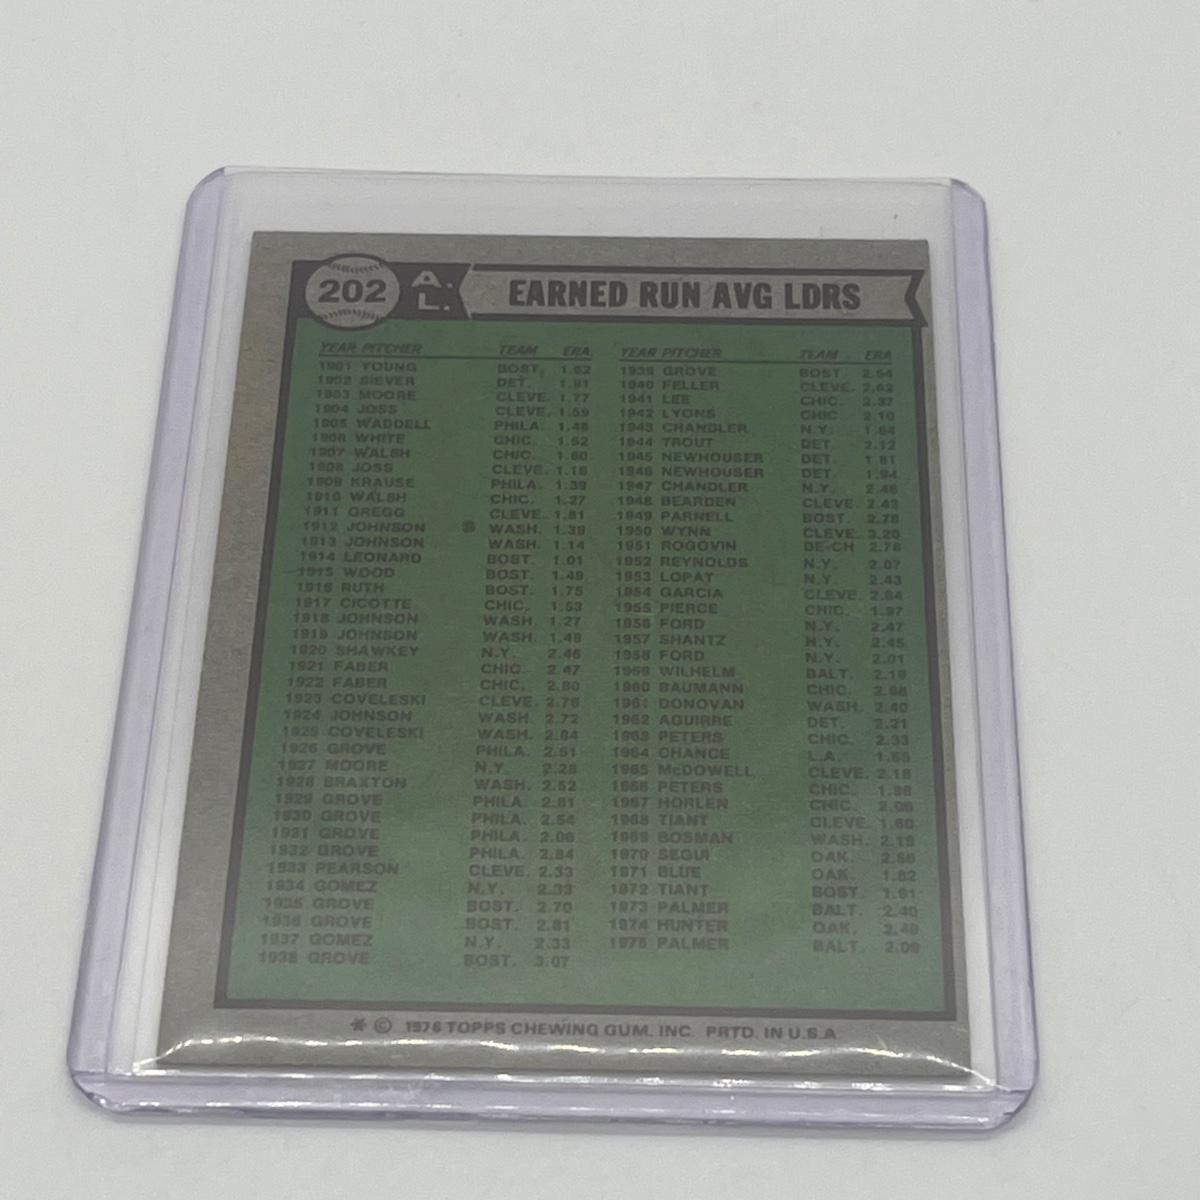 202 A. L. EARNED RUN AVG LDRS
YEAR PITCHER TEAM ERA
1901 YOUNG BOST. 1.62
1902 SIEVER DET. 1.91
1903 MOORE CLEVE. 1.77
1904 JOSS CLEVE. 1.59
1905 WADDELL PHILA. 1.48
1906 WHITE CHIC. 1.52
1907 WALSH CHIC. 1.60
1908 JOSS CLEVE. 1.16
1909 KRAUSE PHILA. 1.39
1910 WALSH CHIC. 1.27
1911 GREGG CLEVE. 1.81
1912 JOHNSON WASH. 1.39
1913 JOHNSON WASH. 1.14
1914 LEONARD BOST. 1.01
1915 WOOD BOST. 1.49
1916 RUTH BOST. 1.75
1917 CICOTTE CHIC. 1.53
1918 JOHNSON WASH. 1.27
1919 JOHNSON WASH. 1.49
1920 SHAWKEY N.Y. 2.46
1921 FABER CHIC. 2.47
1922 FABER CHIC. 2.80
1923 COVELESKI CLEVE. 2.76
1924 JOHNSON WASH. 2.72
1925 COVELESKI WASH. 2.84
1926 GROVE PHILA. 2.51
1927 MOORE N.Y. 2.28
1928 BRAXTON WASH. 2.52
1929 GROVE PHILA. 2.81
1930 GROVE PHILA. 2.54
1931 GROVE PHILA. 2.06
1932 GROVE PHILA. 2.84
1933 PEARSON CLEVE. 2.33
1934 GOMEZ N.Y. 2.33
1935 GROVE BOST. 2.70
1936 GROVE BOST. 2.81
1937 GOMEZ N.Y. 2.33
1938 GROVE BOST. 3.07
YEAR PITCHER TEAM ERA
1939 GROVE BOST. 2.54
1940 FELLER CLEVE. 2.62
1941 LEE CHIC. 2.37
1942 LYONS CHIC. 2.10
1943 CHANDLER N.Y. 1.64
1944 TROUT DET. 2.12
1945 NEWHOUSER DET. 1.81
1946 NEWHOUSER DET. 1.94
1947 CHANDLER N.Y. 2.46
1948 BEARDEN CLEVE. 2.43
1949 PARNELL BOST. 2.78
1950 WYNN CLEVE. 3.20
1951 ROGOVIN DE-CH 2.78
1952 REYNOLDS N.Y. 2.07
1953 LOPAT N.Y. 2.43
1954 GARCIA CLEVE. 2.64
1955 PIERCE CHIC. 1.97
1956 FORD N.Y. 2.47
1957 SHANTZ N.Y. 2.45
1958 FORD N.Y. 2.01
1959 WILHELM BALT. 2.19
1960 BAUMANN CHIC. 2.68
1961 DONOVAN WASH. 2.40
1962 AGUIRRE DET. 2.21
1963 PETERS CHIC. 2.33
1964 CHANCE L.A. 1.65
1965 McDOWELL CLEVE. 2.18
1966 PETERS CHIC. 1.98
1967 HORLEN CHIC. 2.06
1968 TIANT CLEVE. 1.60
1969 BOSMAN WASH. 2.19
1970 SEGUI OAK. 2.56
1971 BLUE OAK. 1.82
1972 TIANT BOST. 1.91
1973 PALMER BALT. 2.40
1974 HUNTER OAK. 2.49
1975 PALMER BALT. 2.09
* © 1976 TOPPS CHEWING GUM, INC. PRTD. IN U.S.A.